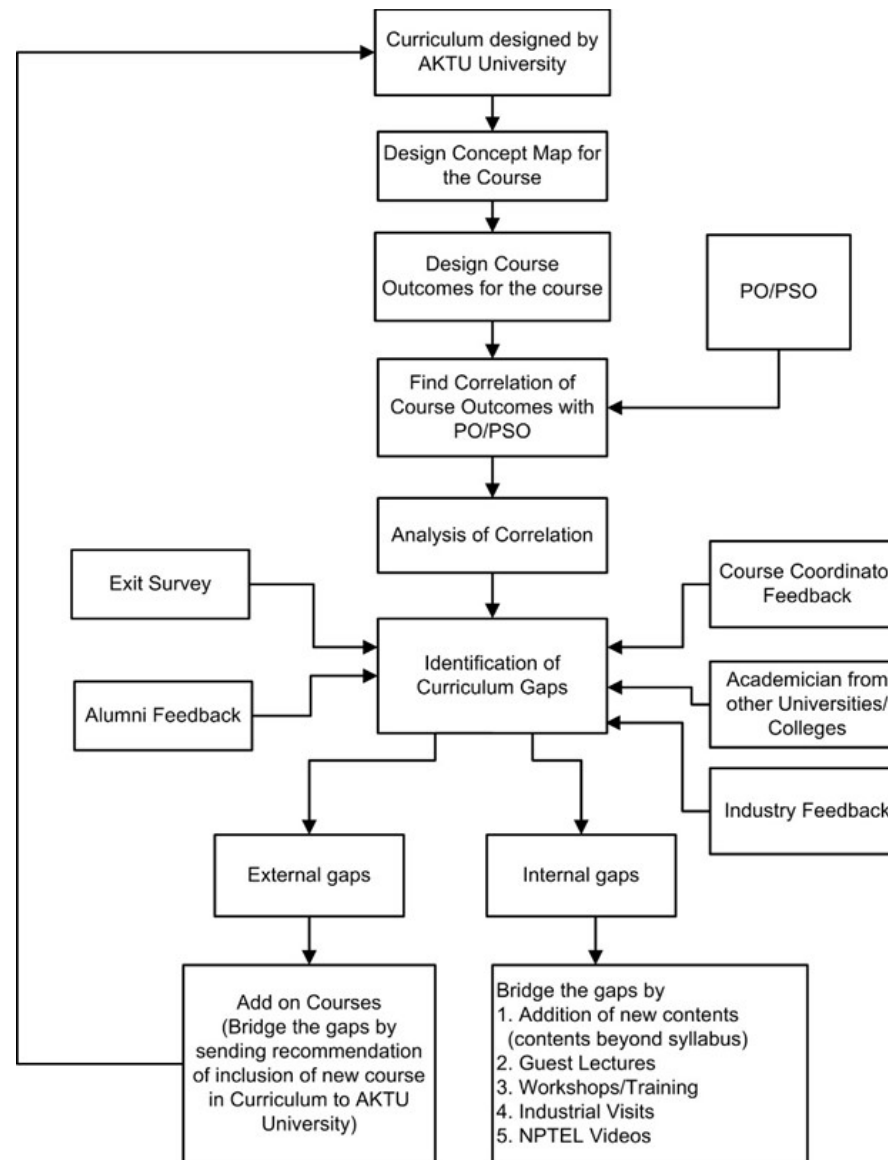 Curriculum designed by
AKTU University
Design Concept Map for
the Course
Design Course
Outcomes for the course
PO/PSO
Find Correlation of
Course Outcomes with
PO/PSO
Analysis of Correlation
Exit Survey
Course Coordinato
Feedback
Identification of
Curriculum Gaps
Alumni Feedback
Academician from
other Universities/
Colleges
Industry Feedback
External gaps
Internal gaps
Add on Courses
(Bridge the gaps by
sending recommendation
of inclusion of new course
in Curriculum to AKTU
University)
Bridge the gaps by
1. Addition of new contents
(contents beyond syllabus)
2. Guest Lectures
3. Workshops/Training
4. Industrial Visits
5. NPTEL Videos